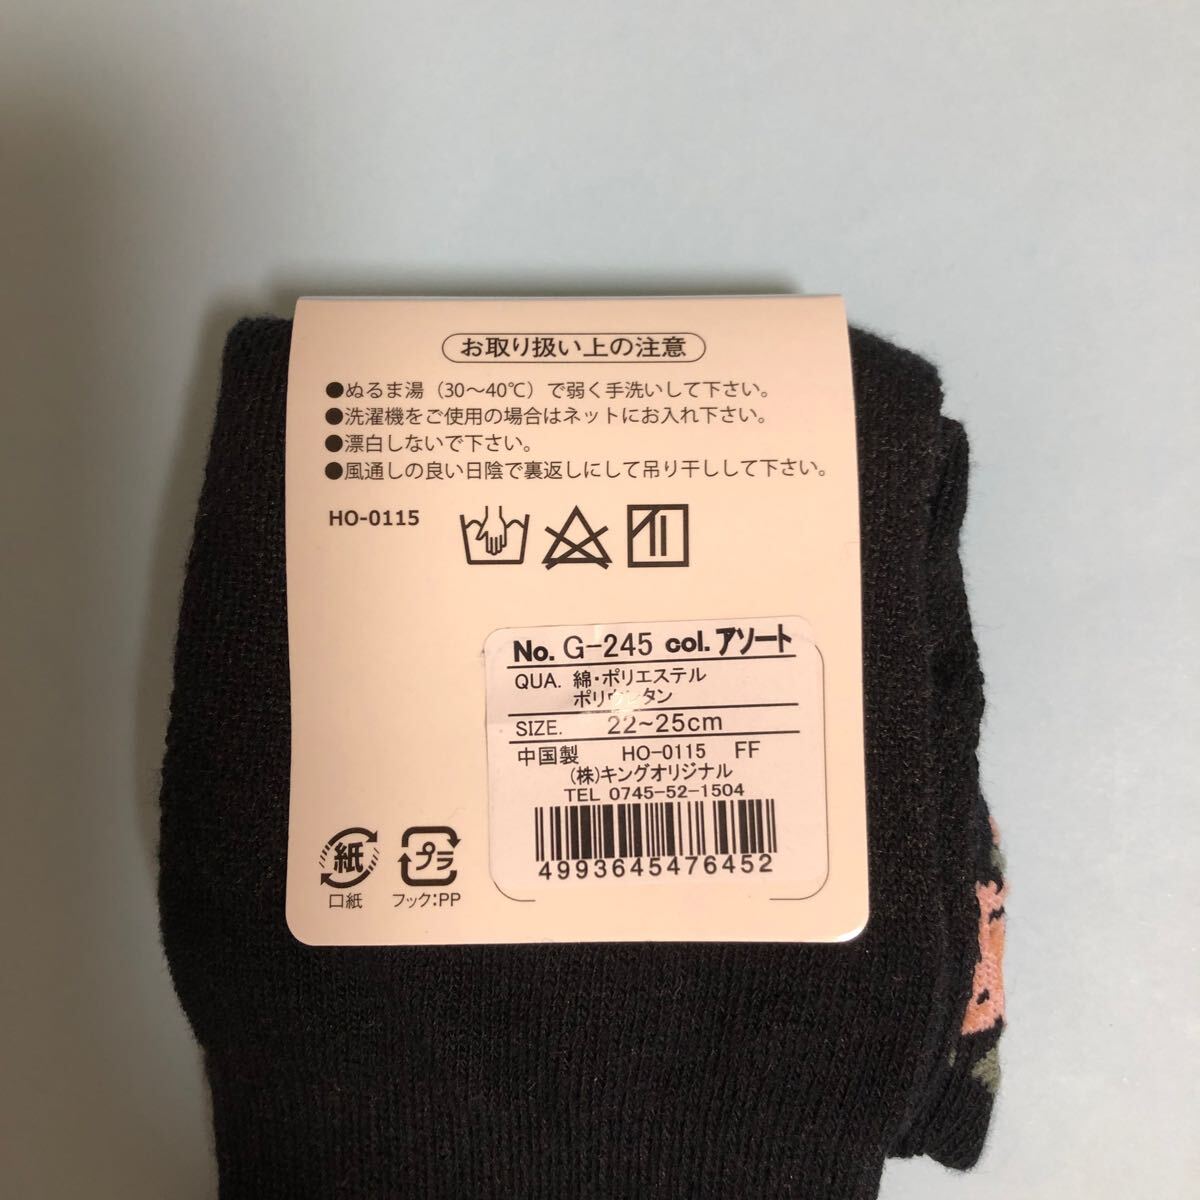 お取り扱い上の注意
●ぬるま湯（30～40℃）で弱く手洗いして下さい。
●洗濯機をご使用の場合はネットにお入れ下さい。
●漂白しないで下さい。
●風通しの良い日陰で裏返しにして吊り干しして下さい。
HO-0115
No. G-245 col. アソート
QUA. 綿・ポリエステル
ポリウレタン
SIZE. 22~25cm
中国製 HO-0115 FF
(株)キングオリジナル
TEL 0745-52-1504
4993645476452
紙 プラ
口紙 フック:PP